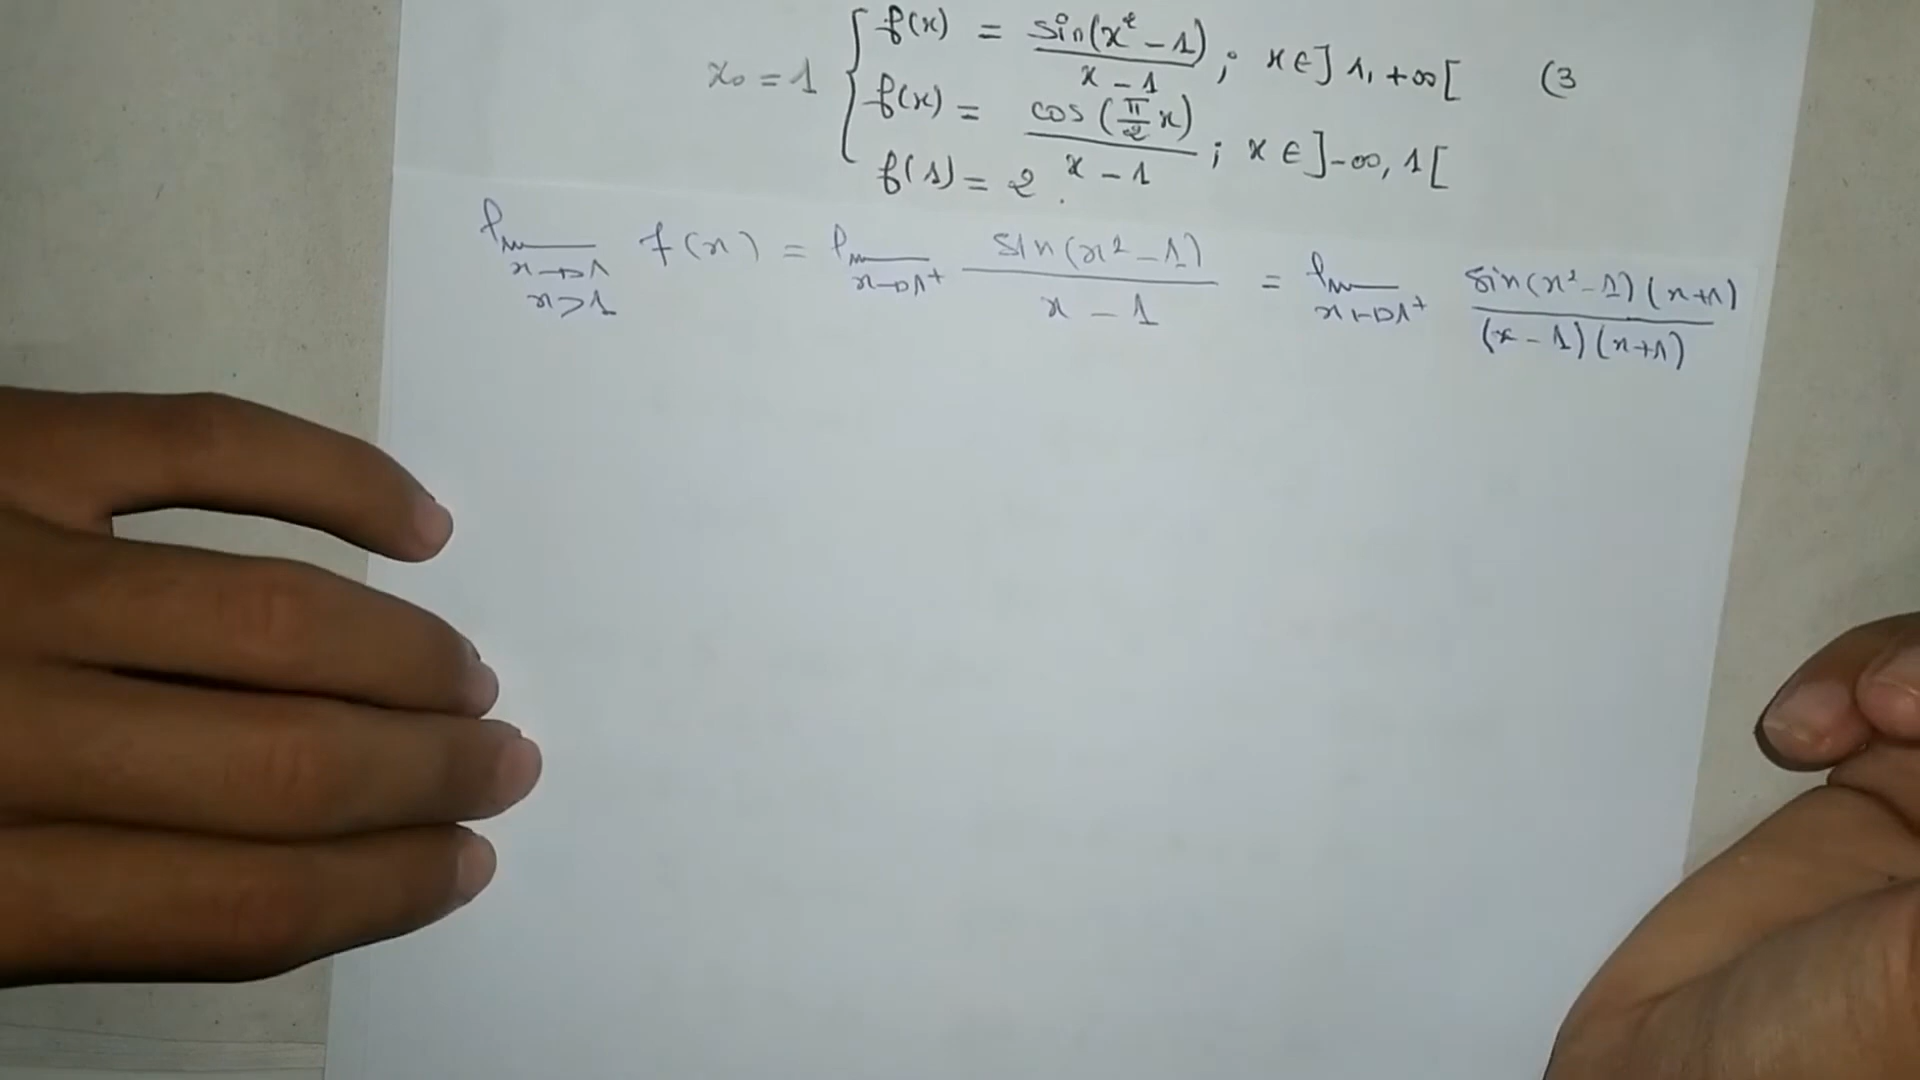 x₀ = 1 { f(x) = sin(x² - 1) / x - 1 ; x ∈ ] 1, +∞ [ (3
f(x) = cos (π/2 x) / x - 1 ; x ∈ ] -∞, 1 [
f(1) = 2 .
lim x→1 x>1 f(x) = lim x→1⁺ sin(x² - 1) / x - 1 = lim x→1⁺ sin(x² - 1)(x+1) / (x - 1)(x+1)